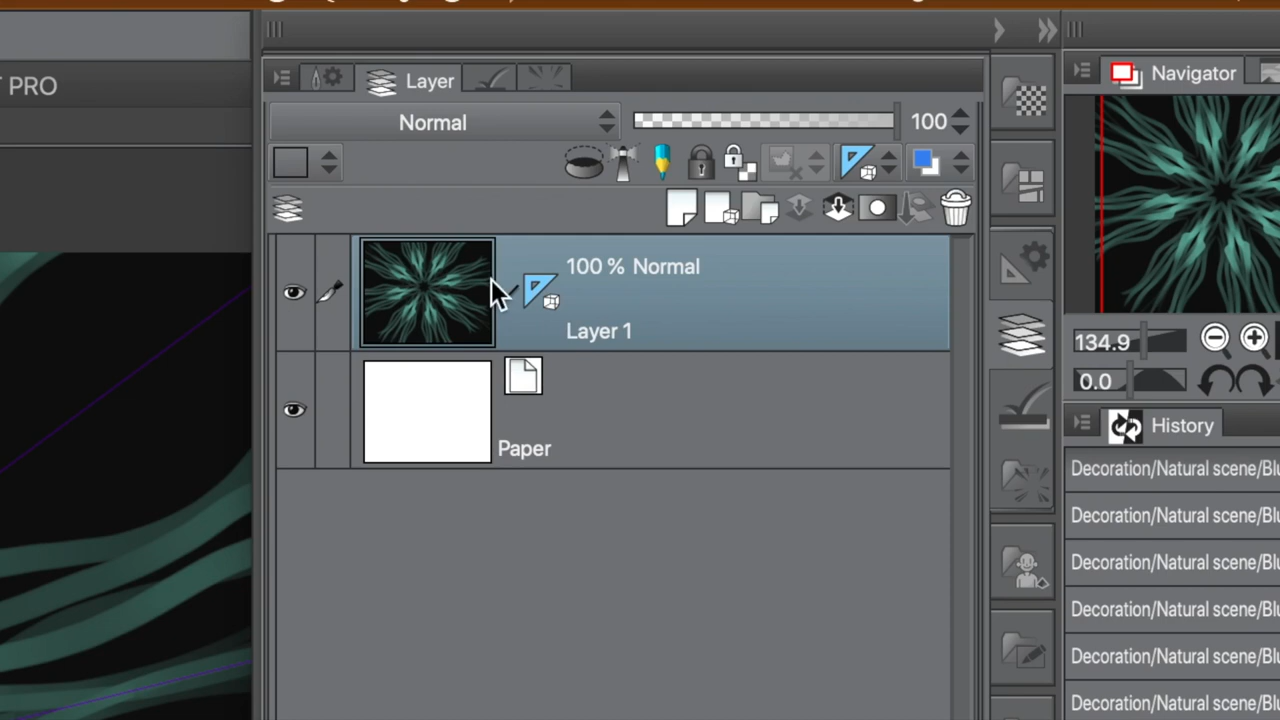 PRO
Layer
Navigator
Normal
100
100 % Normal
Layer 1
Paper
134.9
0.0
History
Decoration/Natural scene/Blu
Decoration/Natural scene/Blu
Decoration/Natural scene/Blu
Decoration/Natural scene/Blu
Decoration/Natural scene/Blu
Decoration/Natural scene/Blu